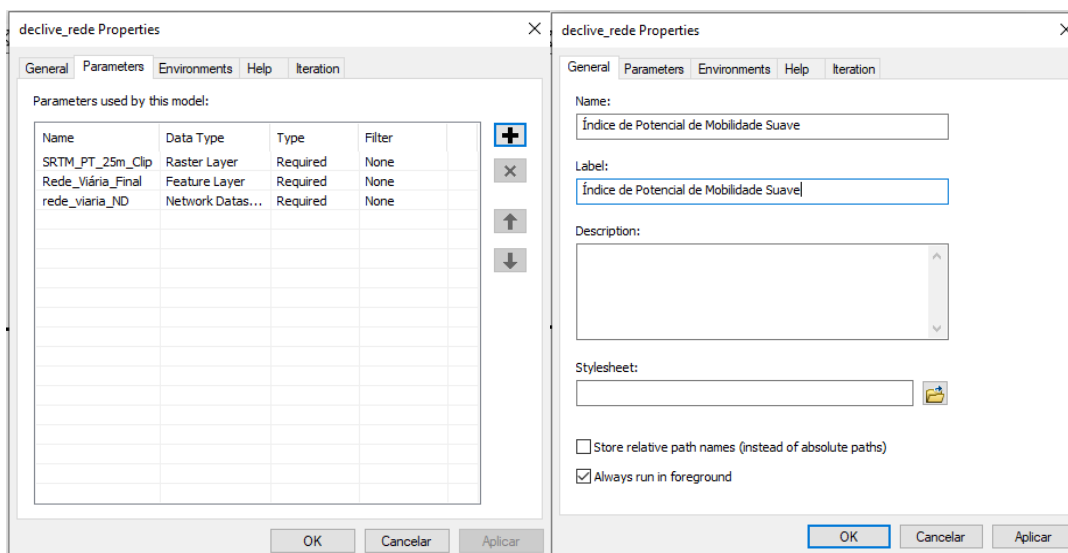 declive_rede Properties
General Parameters Environments Help Iteration
Parameters used by this model:
Name Data Type Type Filter
SRTM_PT_25m_Clip Raster Layer Required None
Rede_Viária_Final Feature Layer Required None
rede_viaria_ND Network Datas... Required None
OK Cancelar Aplicar
declive_rede Properties
General Parameters Environments Help Iteration
Name:
Índice de Potencial de Mobilidade Suave
Label:
Índice de Potencial de Mobilidade Suave
Description:
Stylesheet:
Store relative path names (instead of absolute paths)
Always run in foreground
OK Cancelar Aplicar